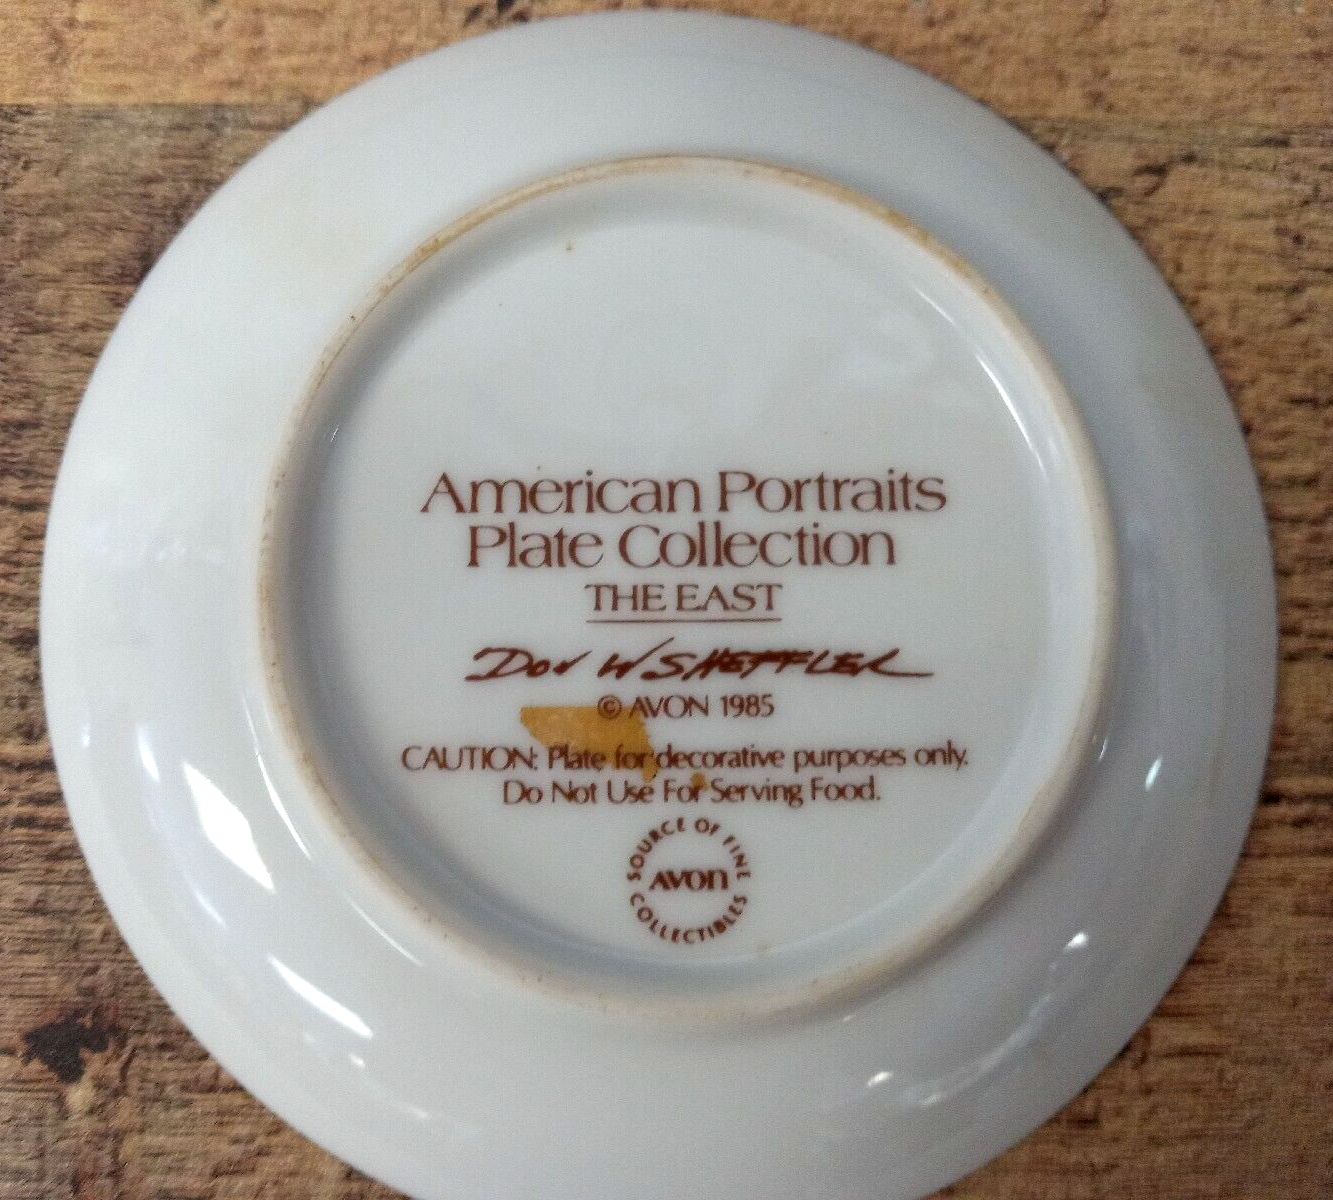 American Portraits
Plate Collection
THE EAST
DON W SHEFFLER
© AVON 1985
CAUTION: Plate for decorative purposes only.
Do Not Use For Serving Food.
SOURCE OF FINE
AVON
COLLECTIBLES